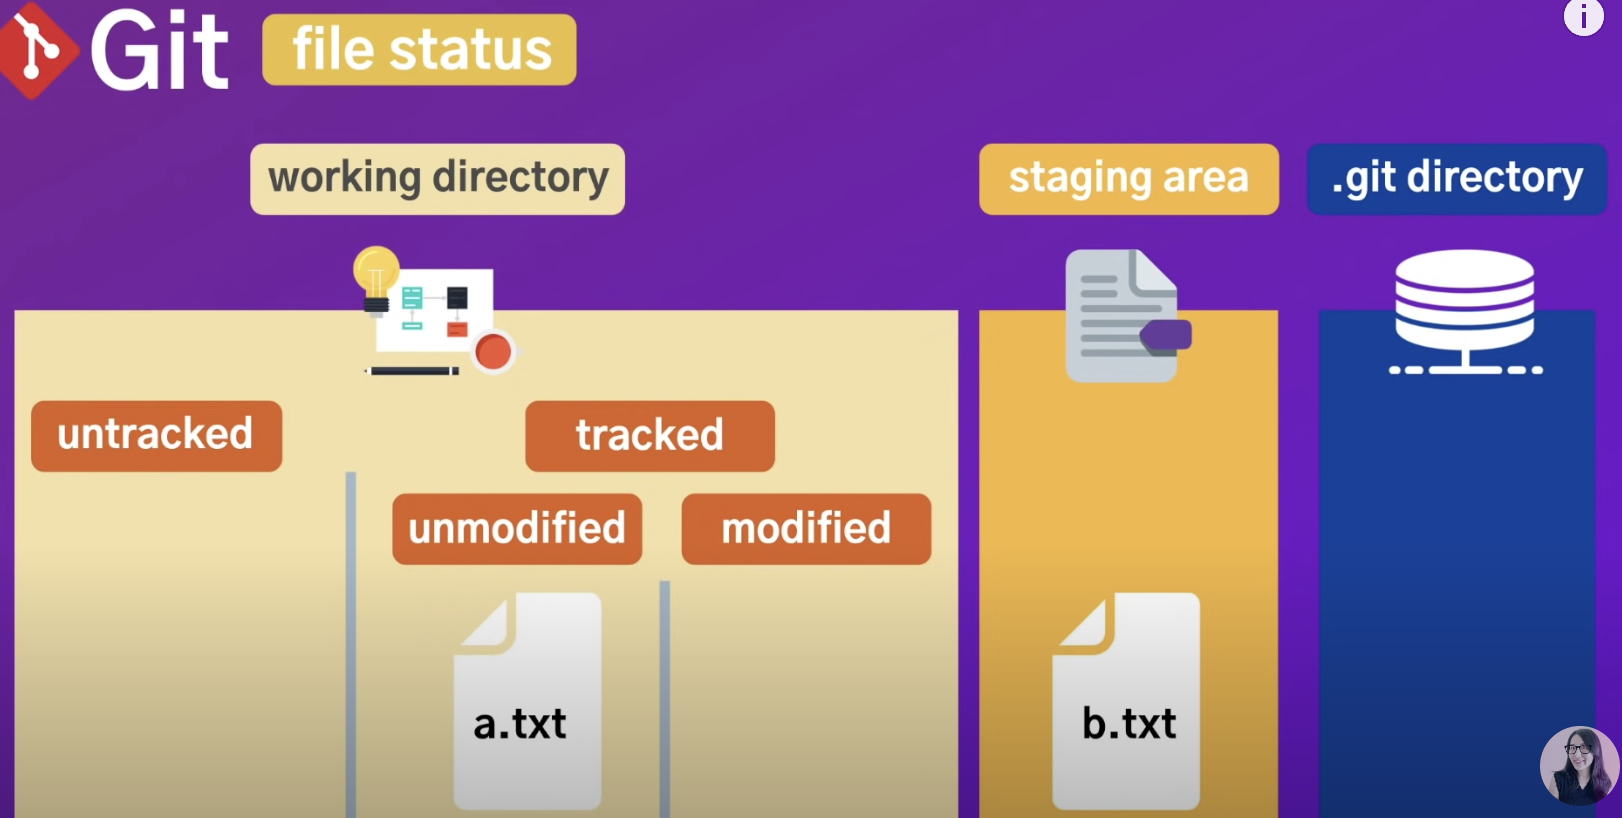 Git file status
working directory
staging area
.git directory
untracked
tracked
unmodified
modified
a.txt
b.txt
i